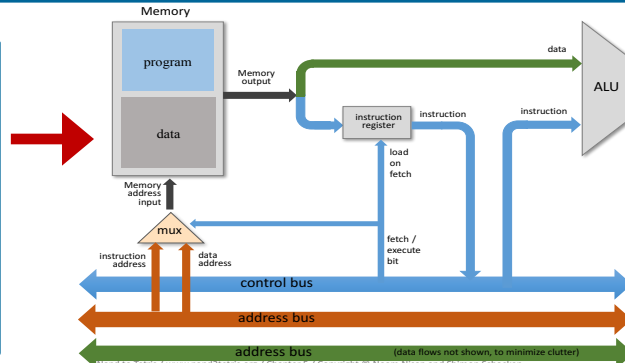 Memory
program
data
Memory
output
data
ALU
instruction
register
instruction
instruction
load
on
fetch
Memory
address
input
mux
instruction
address
data
address
fetch /
execute
bit
control bus
address bus
address bus
(data flows not shown, to minimize clutter)